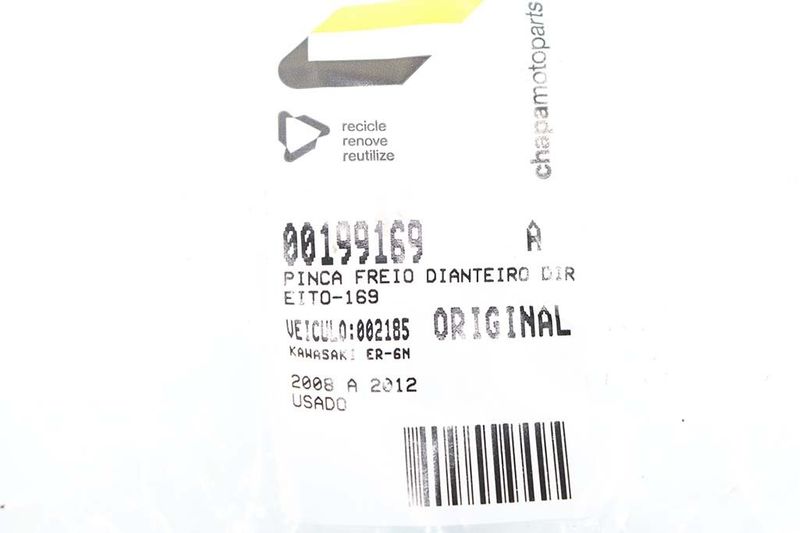 chapamotoparts
recicle
renove
reutilize
00199169 A
PINCA FREIO DIANTEIRO DIR
EITO-169
VEICULO:002185 ORIGINAL
KAWASAKI ER-6N
2008 A 2012
USADO